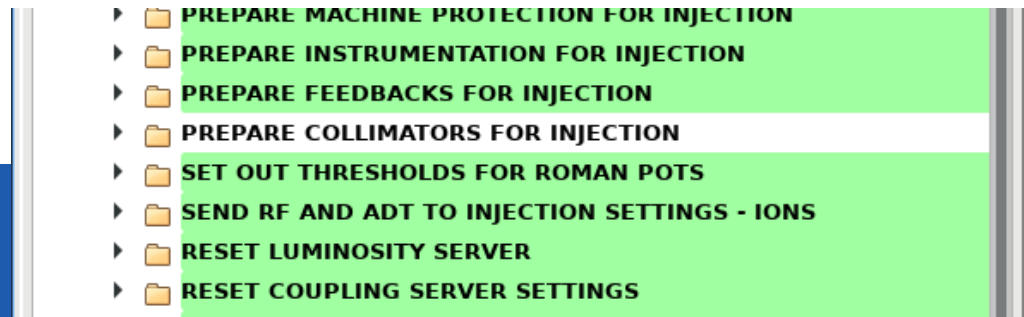 PREPARE MACHINE PROTECTION FOR INJECTION
PREPARE INSTRUMENTATION FOR INJECTION
PREPARE FEEDBACKS FOR INJECTION
PREPARE COLLIMATORS FOR INJECTION
SET OUT THRESHOLDS FOR ROMAN POTS
SEND RF AND ADT TO INJECTION SETTINGS - IONS
RESET LUMINOSITY SERVER
RESET COUPLING SERVER SETTINGS